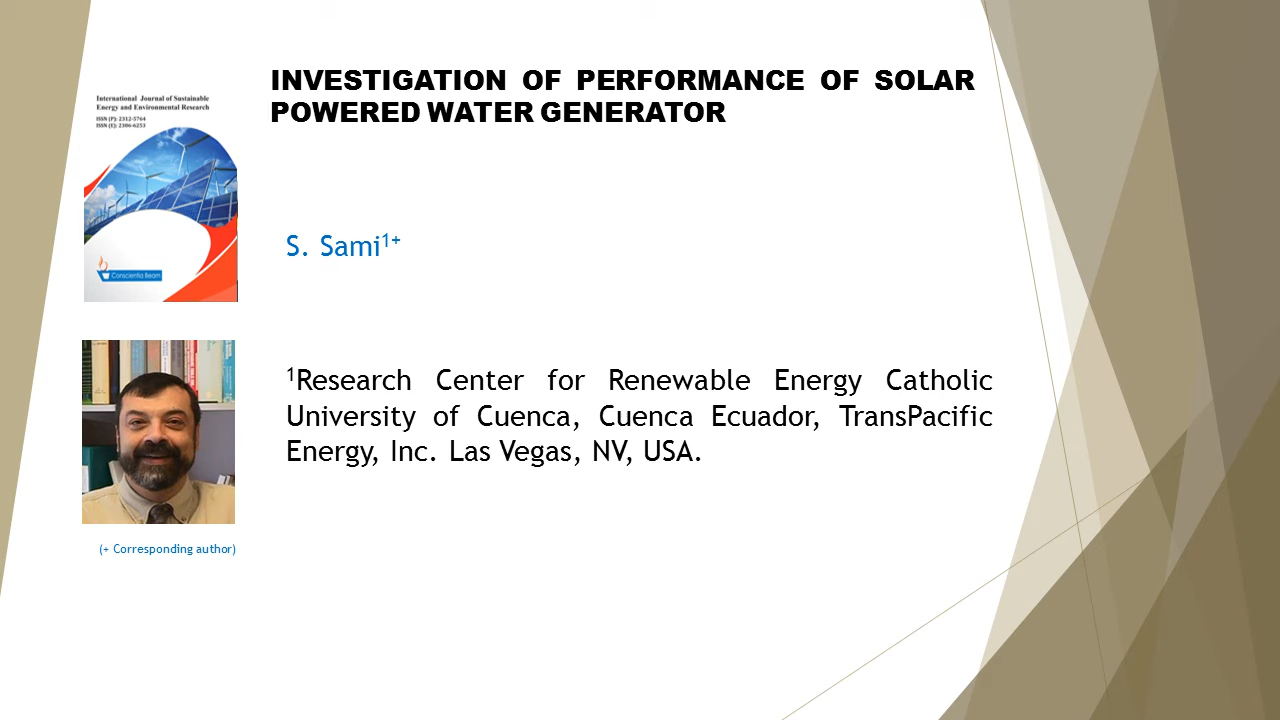 INVESTIGATION OF PERFORMANCE OF SOLAR
POWERED WATER GENERATOR
International Journal of Sustainable
Energy and Environmental Research
ISSN (P): 2312-5764
ISSN (E): 2306-6253
Conscientia Beam
S. Sami1+
1Research Center for Renewable Energy Catholic
University of Cuenca, Cuenca Ecuador, TransPacific
Energy, Inc. Las Vegas, NV, USA.
(+ Corresponding author)